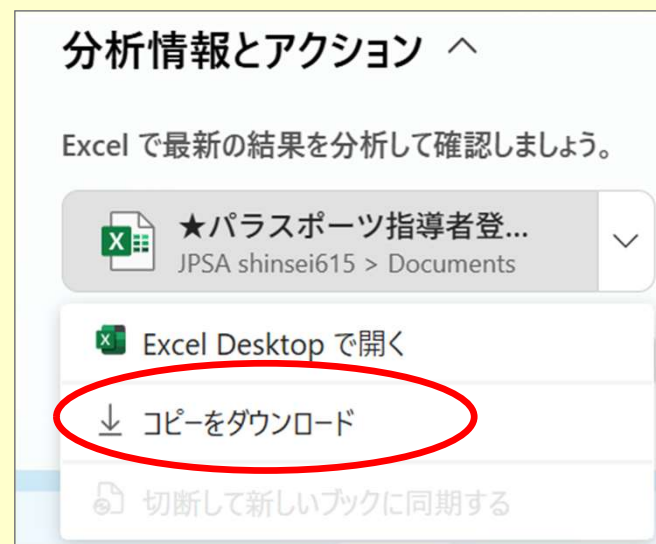 分析情報とアクション
Excel で最新の結果を分析して確認しましょう。
★パラスポーツ指導者登...
JPSA shinsei615 > Documents
Excel Desktop で開く
コピーをダウンロード
切断して新しいブックに同期する